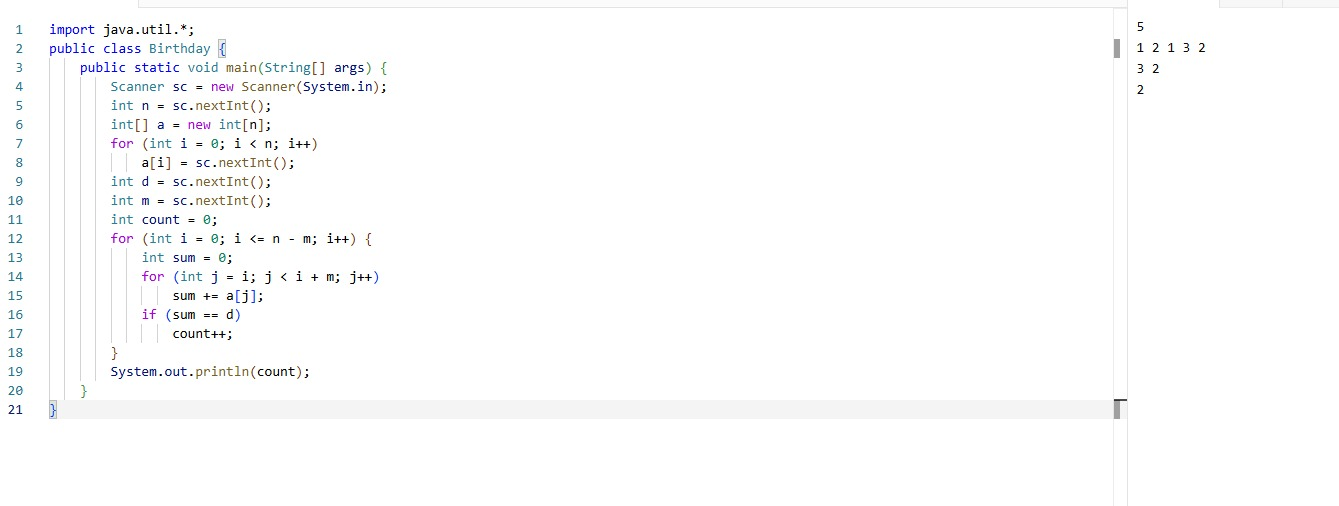 1 import java.util.*;
2 public class Birthday {
3     public static void main(String[] args) {
4         Scanner sc = new Scanner(System.in);
5         int n = sc.nextInt();
6         int[] a = new int[n];
7         for (int i = 0; i < n; i++)
8             a[i] = sc.nextInt();
9         int d = sc.nextInt();
10         int m = sc.nextInt();
11         int count = 0;
12         for (int i = 0; i <= n - m; i++) {
13             int sum = 0;
14             for (int j = i; j < i + m; j++)
15                 sum += a[j];
16             if (sum == d)
17                 count++;
18         }
19         System.out.println(count);
20     }
21 }
5
1 2 1 3 2
3 2
2